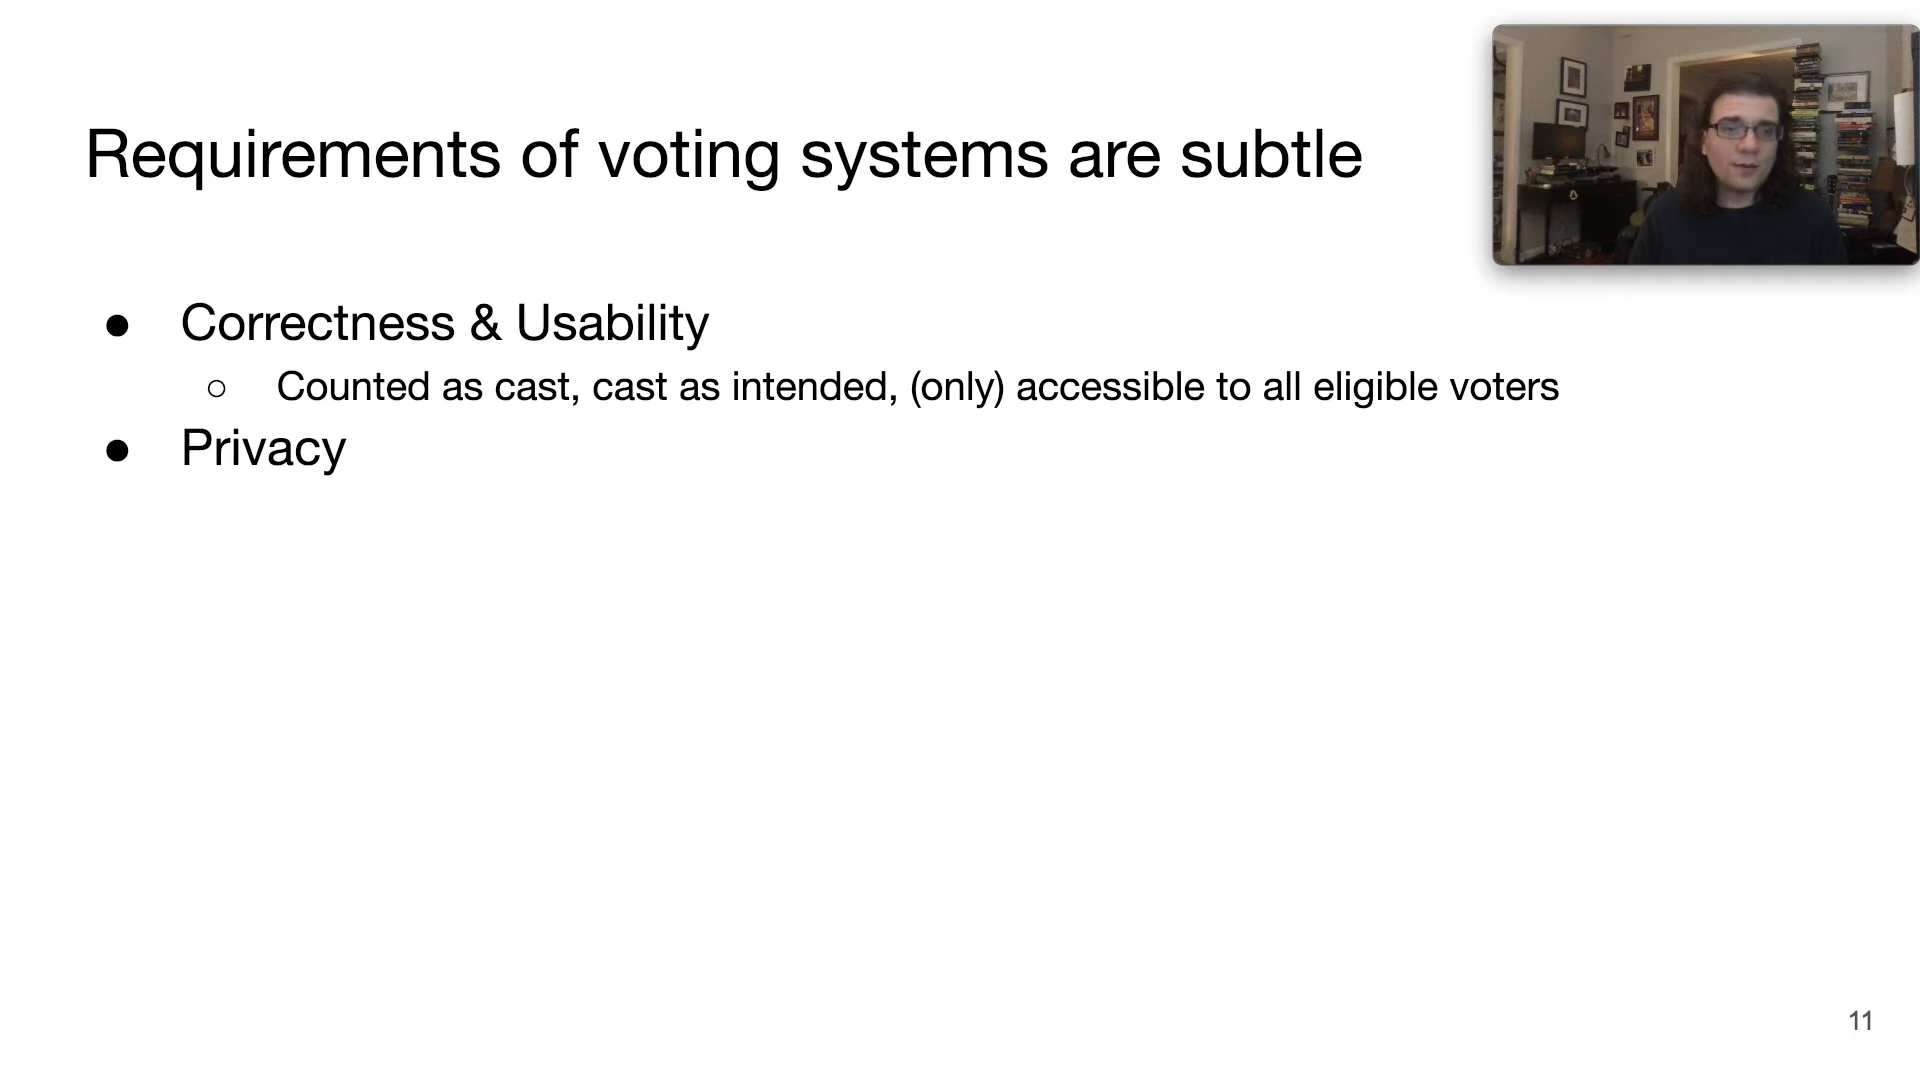 Requirements of voting systems are subtle
● Correctness & Usability
○ Counted as cast, cast as intended, (only) accessible to all eligible voters
● Privacy
11